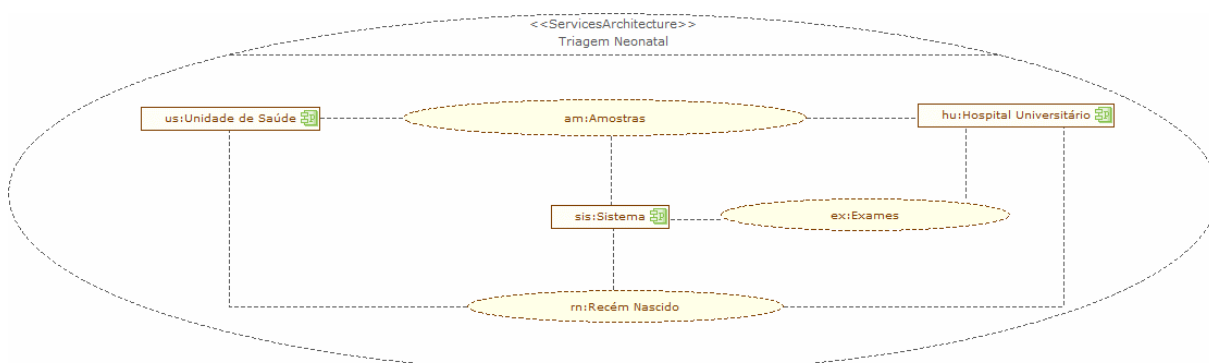 <<ServicesArchitecture>>
Triagem Neonatal
us:Unidade de Saúde
am:Amostras
hu:Hospital Universitário
sis:Sistema
ex:Exames
rn:Recém Nascido